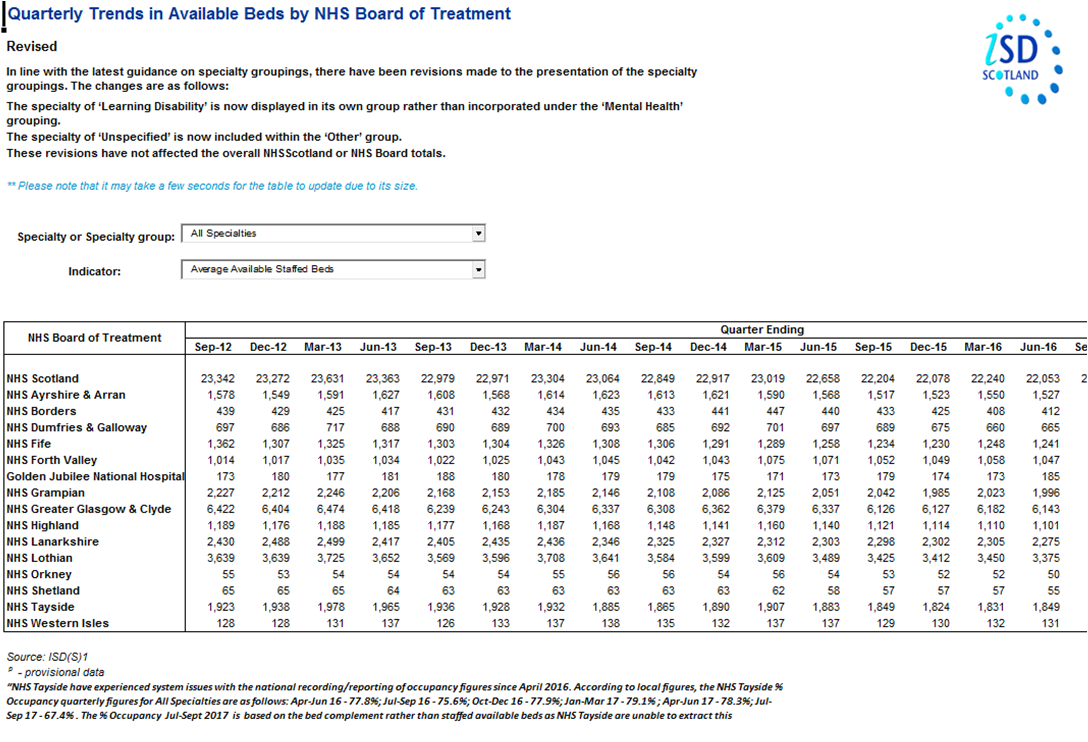 Quarterly Trends in Available Beds by NHS Board of Treatment
Revised
In line with the latest guidance on specialty groupings, there have been revisions made to the presentation of the specialty
groupings. The changes are as follows:
The specialty of ‘Learning Disability’ is now displayed in its own group rather than incorporated under the ‘Mental Health’
grouping.
The specialty of ‘Unspecified’ is now included within the ‘Other’ group.
These revisions have not affected the overall NHSScotland or NHS Board totals.
** Please note that it may take a few seconds for the table to update due to its size.
iSD
SCOTLAND
Specialty or Specialty group: All Specialties
Indicator: Average Available Staffed Beds
NHS Board of Treatment Quarter Ending
Sep-12 Dec-12 Mar-13 Jun-13 Sep-13 Dec-13 Mar-14 Jun-14 Sep-14 Dec-14 Mar-15 Jun-15 Sep-15 Dec-15 Mar-16 Jun-16 Se
NHS Scotland 23,342 23,272 23,631 23,363 22,979 22,971 23,304 23,064 22,849 22,917 23,019 22,658 22,204 22,078 22,240 22,053 2
NHS Ayrshire & Arran 1,578 1,549 1,591 1,627 1,608 1,568 1,614 1,623 1,613 1,621 1,590 1,568 1,517 1,523 1,550 1,527
NHS Borders 439 429 425 417 431 432 434 435 433 441 447 440 433 425 408 412
NHS Dumfries & Galloway 697 686 717 688 690 689 700 693 685 692 701 697 689 675 660 665
NHS Fife 1,362 1,307 1,325 1,317 1,303 1,304 1,326 1,308 1,306 1,291 1,289 1,258 1,234 1,230 1,248 1,241
NHS Forth Valley 1,014 1,017 1,035 1,034 1,022 1,025 1,043 1,045 1,042 1,043 1,075 1,071 1,052 1,049 1,058 1,047
Golden Jubilee National Hospital 173 180 177 181 188 180 178 179 179 175 171 173 179 174 173 185
NHS Grampian 2,227 2,212 2,246 2,206 2,168 2,153 2,185 2,146 2,108 2,086 2,125 2,051 2,042 1,985 2,023 1,996
NHS Greater Glasgow & Clyde 6,422 6,404 6,474 6,418 6,239 6,243 6,304 6,337 6,308 6,362 6,379 6,337 6,126 6,127 6,182 6,143
NHS Highland 1,189 1,176 1,188 1,185 1,177 1,168 1,187 1,168 1,148 1,141 1,160 1,140 1,121 1,114 1,110 1,101
NHS Lanarkshire 2,430 2,488 2,499 2,417 2,405 2,435 2,436 2,346 2,325 2,327 2,312 2,303 2,298 2,302 2,305 2,275
NHS Lothian 3,639 3,639 3,725 3,652 3,569 3,596 3,708 3,641 3,584 3,599 3,609 3,489 3,425 3,412 3,450 3,375
NHS Orkney 55 53 54 54 54 54 55 56 56 54 56 54 53 52 52 50
NHS Shetland 65 65 65 64 63 63 63 63 63 63 62 58 57 57 57 55
NHS Tayside 1,923 1,938 1,978 1,965 1,936 1,928 1,932 1,885 1,865 1,890 1,907 1,883 1,849 1,824 1,831 1,849
NHS Western Isles 128 128 131 137 126 133 137 138 135 132 137 137 129 130 132 131
Source: ISD(S)1
p - provisional data
"NHS Tayside have experienced system issues with the national recording/reporting of occupancy figures since April 2016. According to local figures, the NHS Tayside %
Occupancy quarterly figures for All Specialties are as follows: Apr-Jun 16 - 77.8%; Jul-Sep 16 - 75.6%; Oct-Dec 16 - 77.9%; Jan-Mar 17 - 79.1% ; Apr-Jun 17 - 78.3%; Jul-
Sep 17 - 67.4% . The % Occupancy Jul-Sept 2017 is based on the bed complement rather than staffed available beds as NHS Tayside are unable to extract this